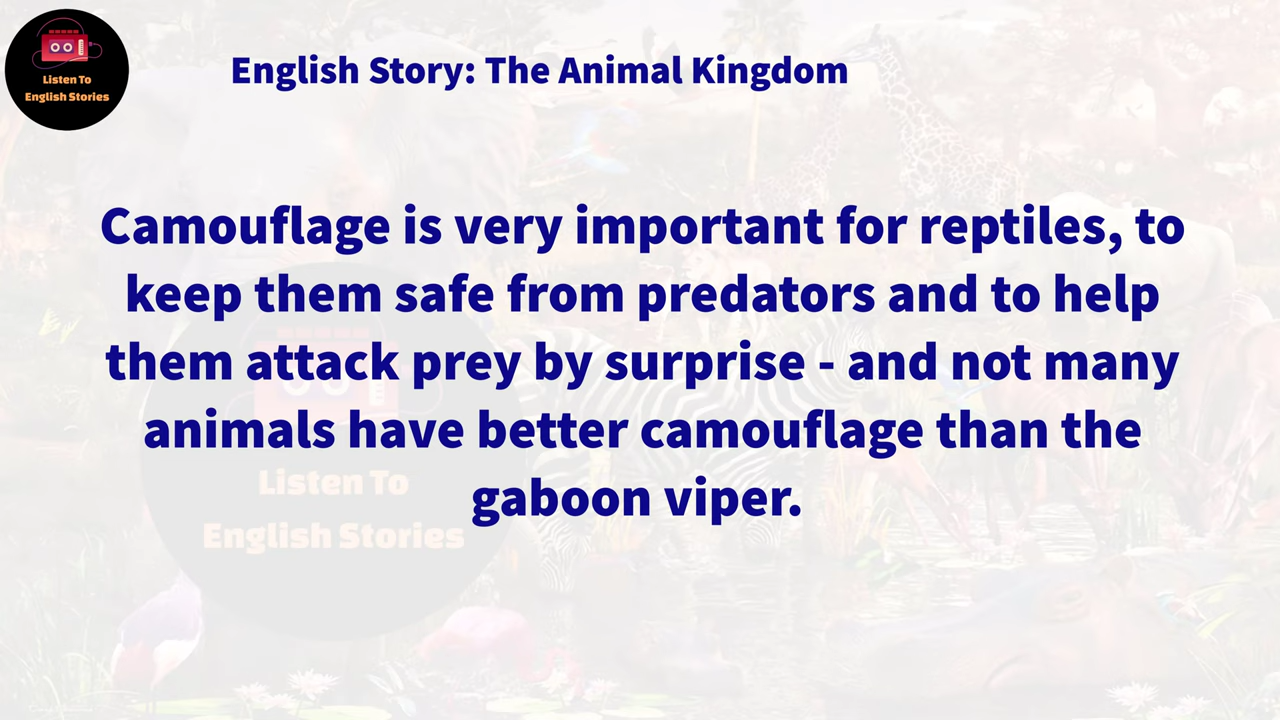 Listen To
English Stories
English Story: The Animal Kingdom
Camouflage is very important for reptiles, to
keep them safe from predators and to help
them attack prey by surprise - and not many
animals have better camouflage than the
gaboon viper.
Listen To
English Stories